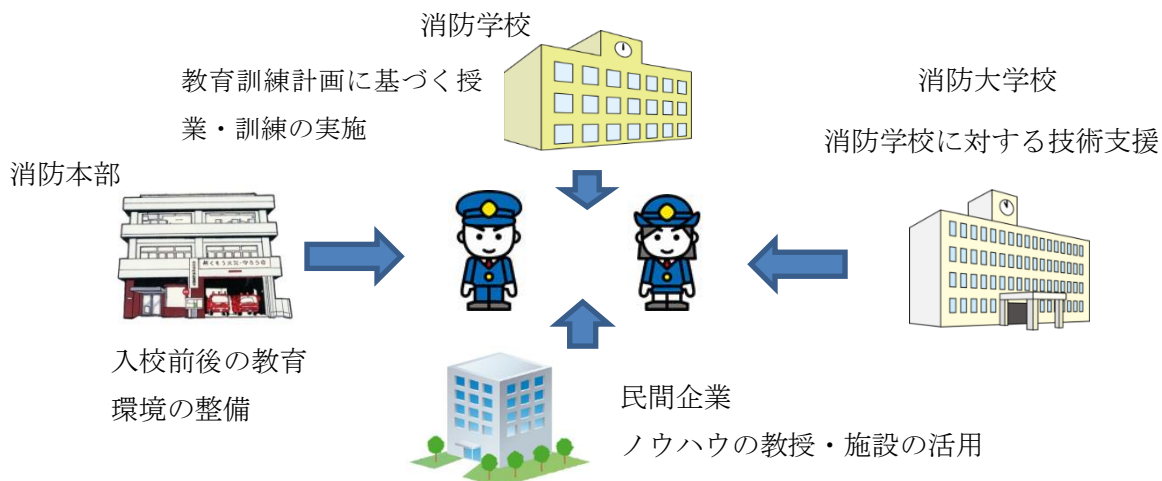 消防学校
教育訓練計画に基づく授
業・訓練の実施
消防大学校
消防学校に対する技術支援
消防本部
入校前後の教育
環境の整備
民間企業
ノウハウの教授・施設の活用